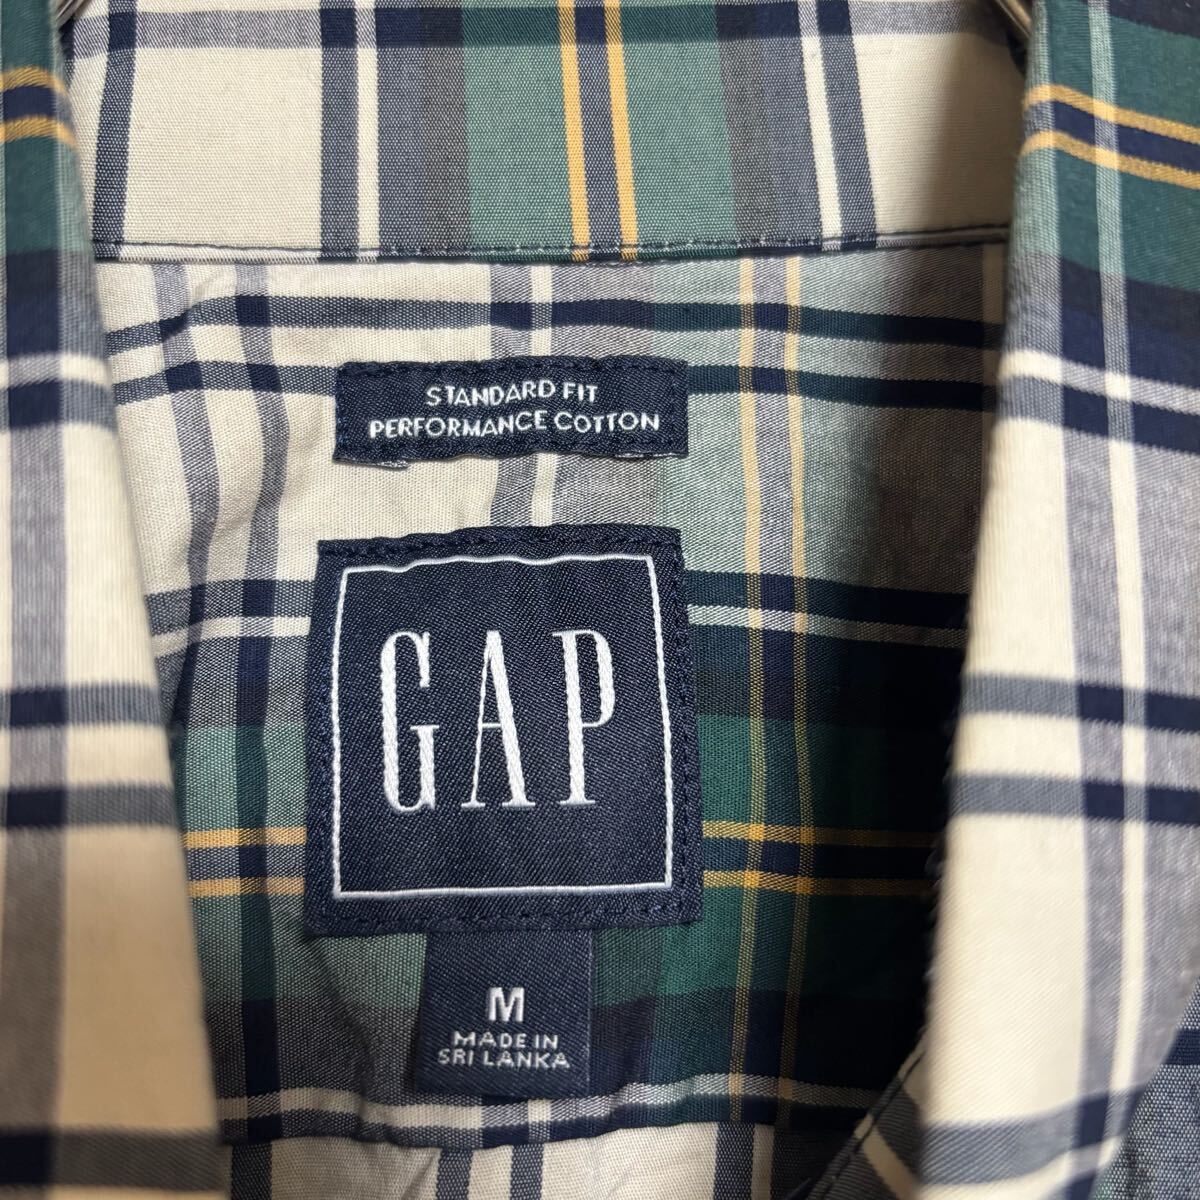 STANDARD FIT
PERFORMANCE COTTON
GAP
M
MADE IN
SRI LANKA